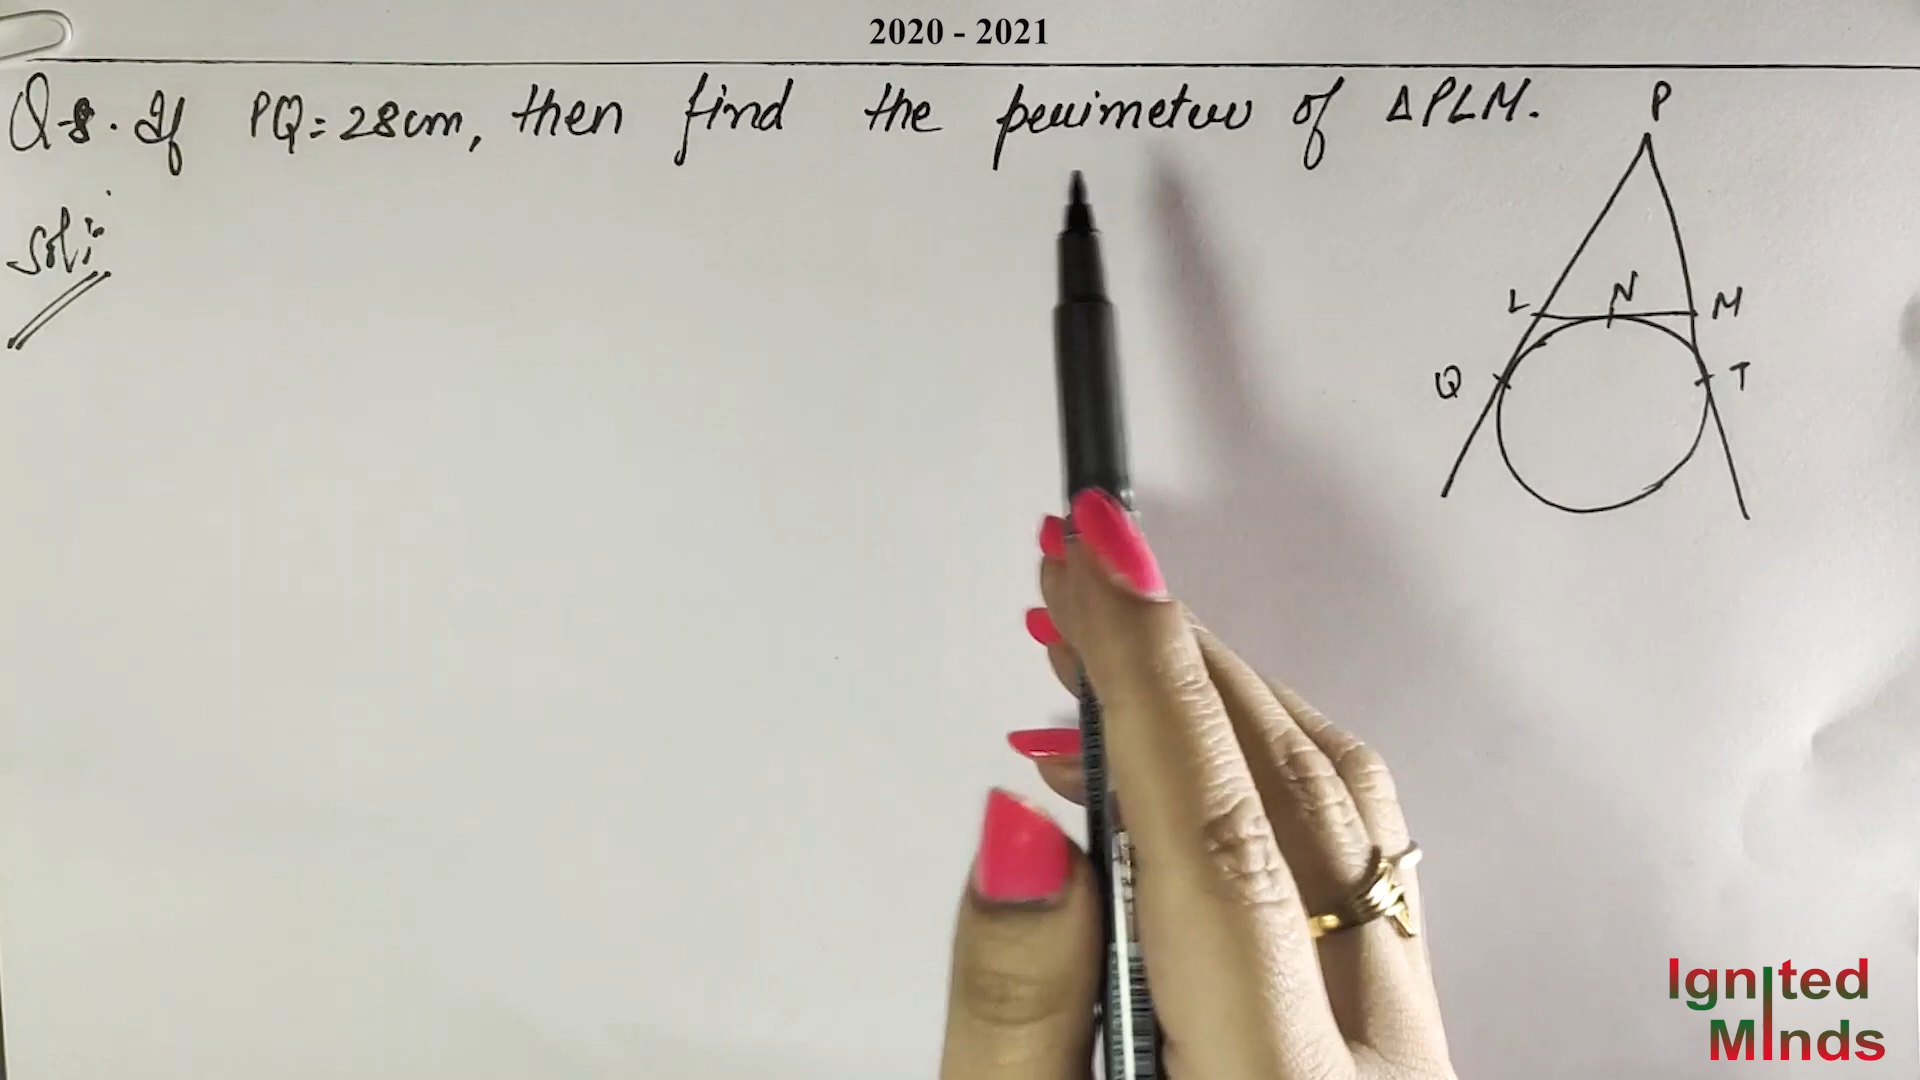 2020 - 2021
Q-8. If PQ = 28cm, then find the perimeter of ΔPLM.
P
Sol:
L N M
Q T
Ignited
Minds